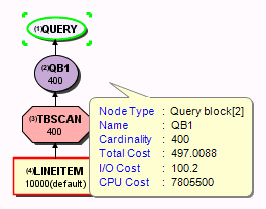 (1)QUERY
(2)QB1
400
(3)TBSCAN
400
(4)LINEITEM
10000(default)
Node Type : Query block[2]
Name : QB1
Cardinality : 400
Total Cost : 497.0088
I/O Cost : 100.2
CPU Cost : 7805500